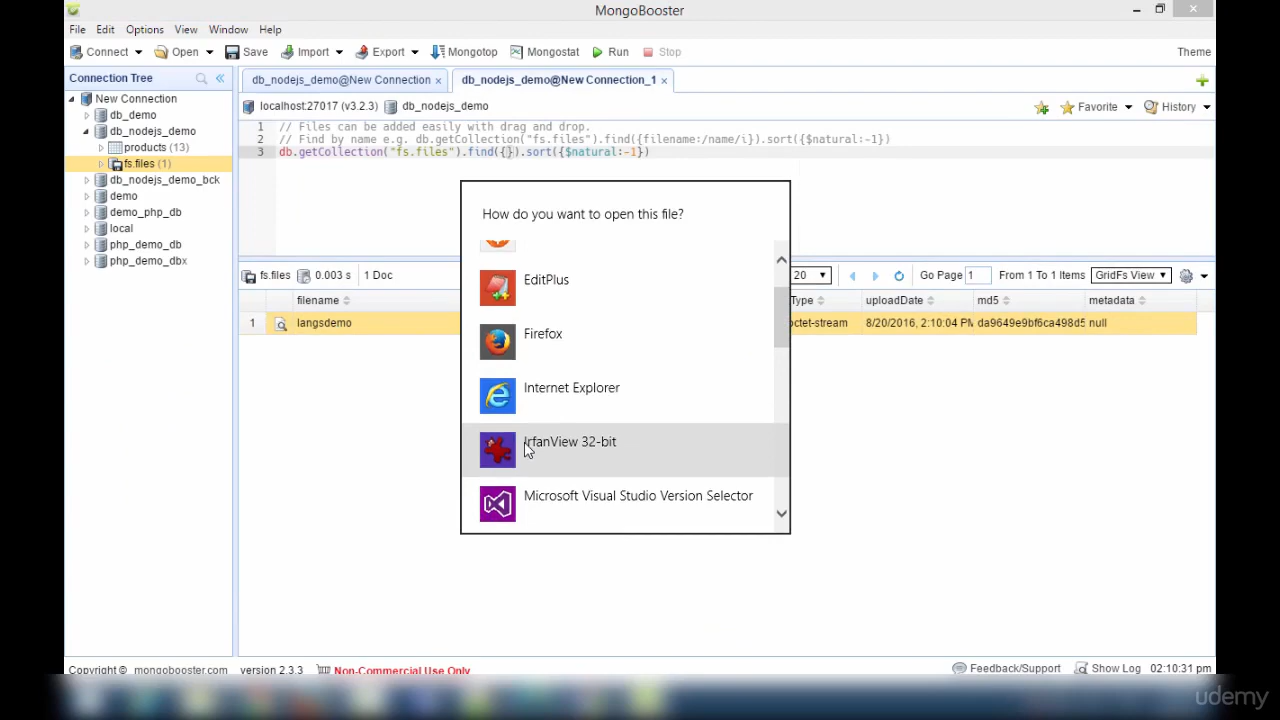 MongoBooster
File Edit Options View Window Help
Connect Open Save Import Export Mongotop Mongostat Run Stop Theme
Connection Tree
db_nodejs_demo@New Connection × db_nodejs_demo@New Connection_1 ×
New Connection
db_demo
db_nodejs_demo
products (13)
fs.files (1)
db_nodejs_demo_bck
demo
demo_php_db
local
php_demo_db
php_demo_dbx
localhost:27017 (v3.2.3) db_nodejs_demo Favorite History
1 // Files can be added easily with drag and drop.
2 // Find by name e.g. db.getCollection("fs.files").find({filename:/name/i}).sort({$natural:-1})
3 db.getCollection("fs.files").find({}).sort({$natural:-1})
How do you want to open this file?
EditPlus
Firefox
Internet Explorer
IrfanView 32-bit
Microsoft Visual Studio Version Selector
fs.files 0.003 s 1 Doc 20 Go Page 1 From 1 To 1 Items GridFs View
filename Type uploadDate md5 metadata
1 langsdemo octet-stream 8/20/2016, 2:10:04 PM da9649e9bf6ca498d5 null
Copyright © mongobooster.com version 2.3.3 Non-Commercial Use Only Feedback/Support Show Log 02:10:31 pm
udemy